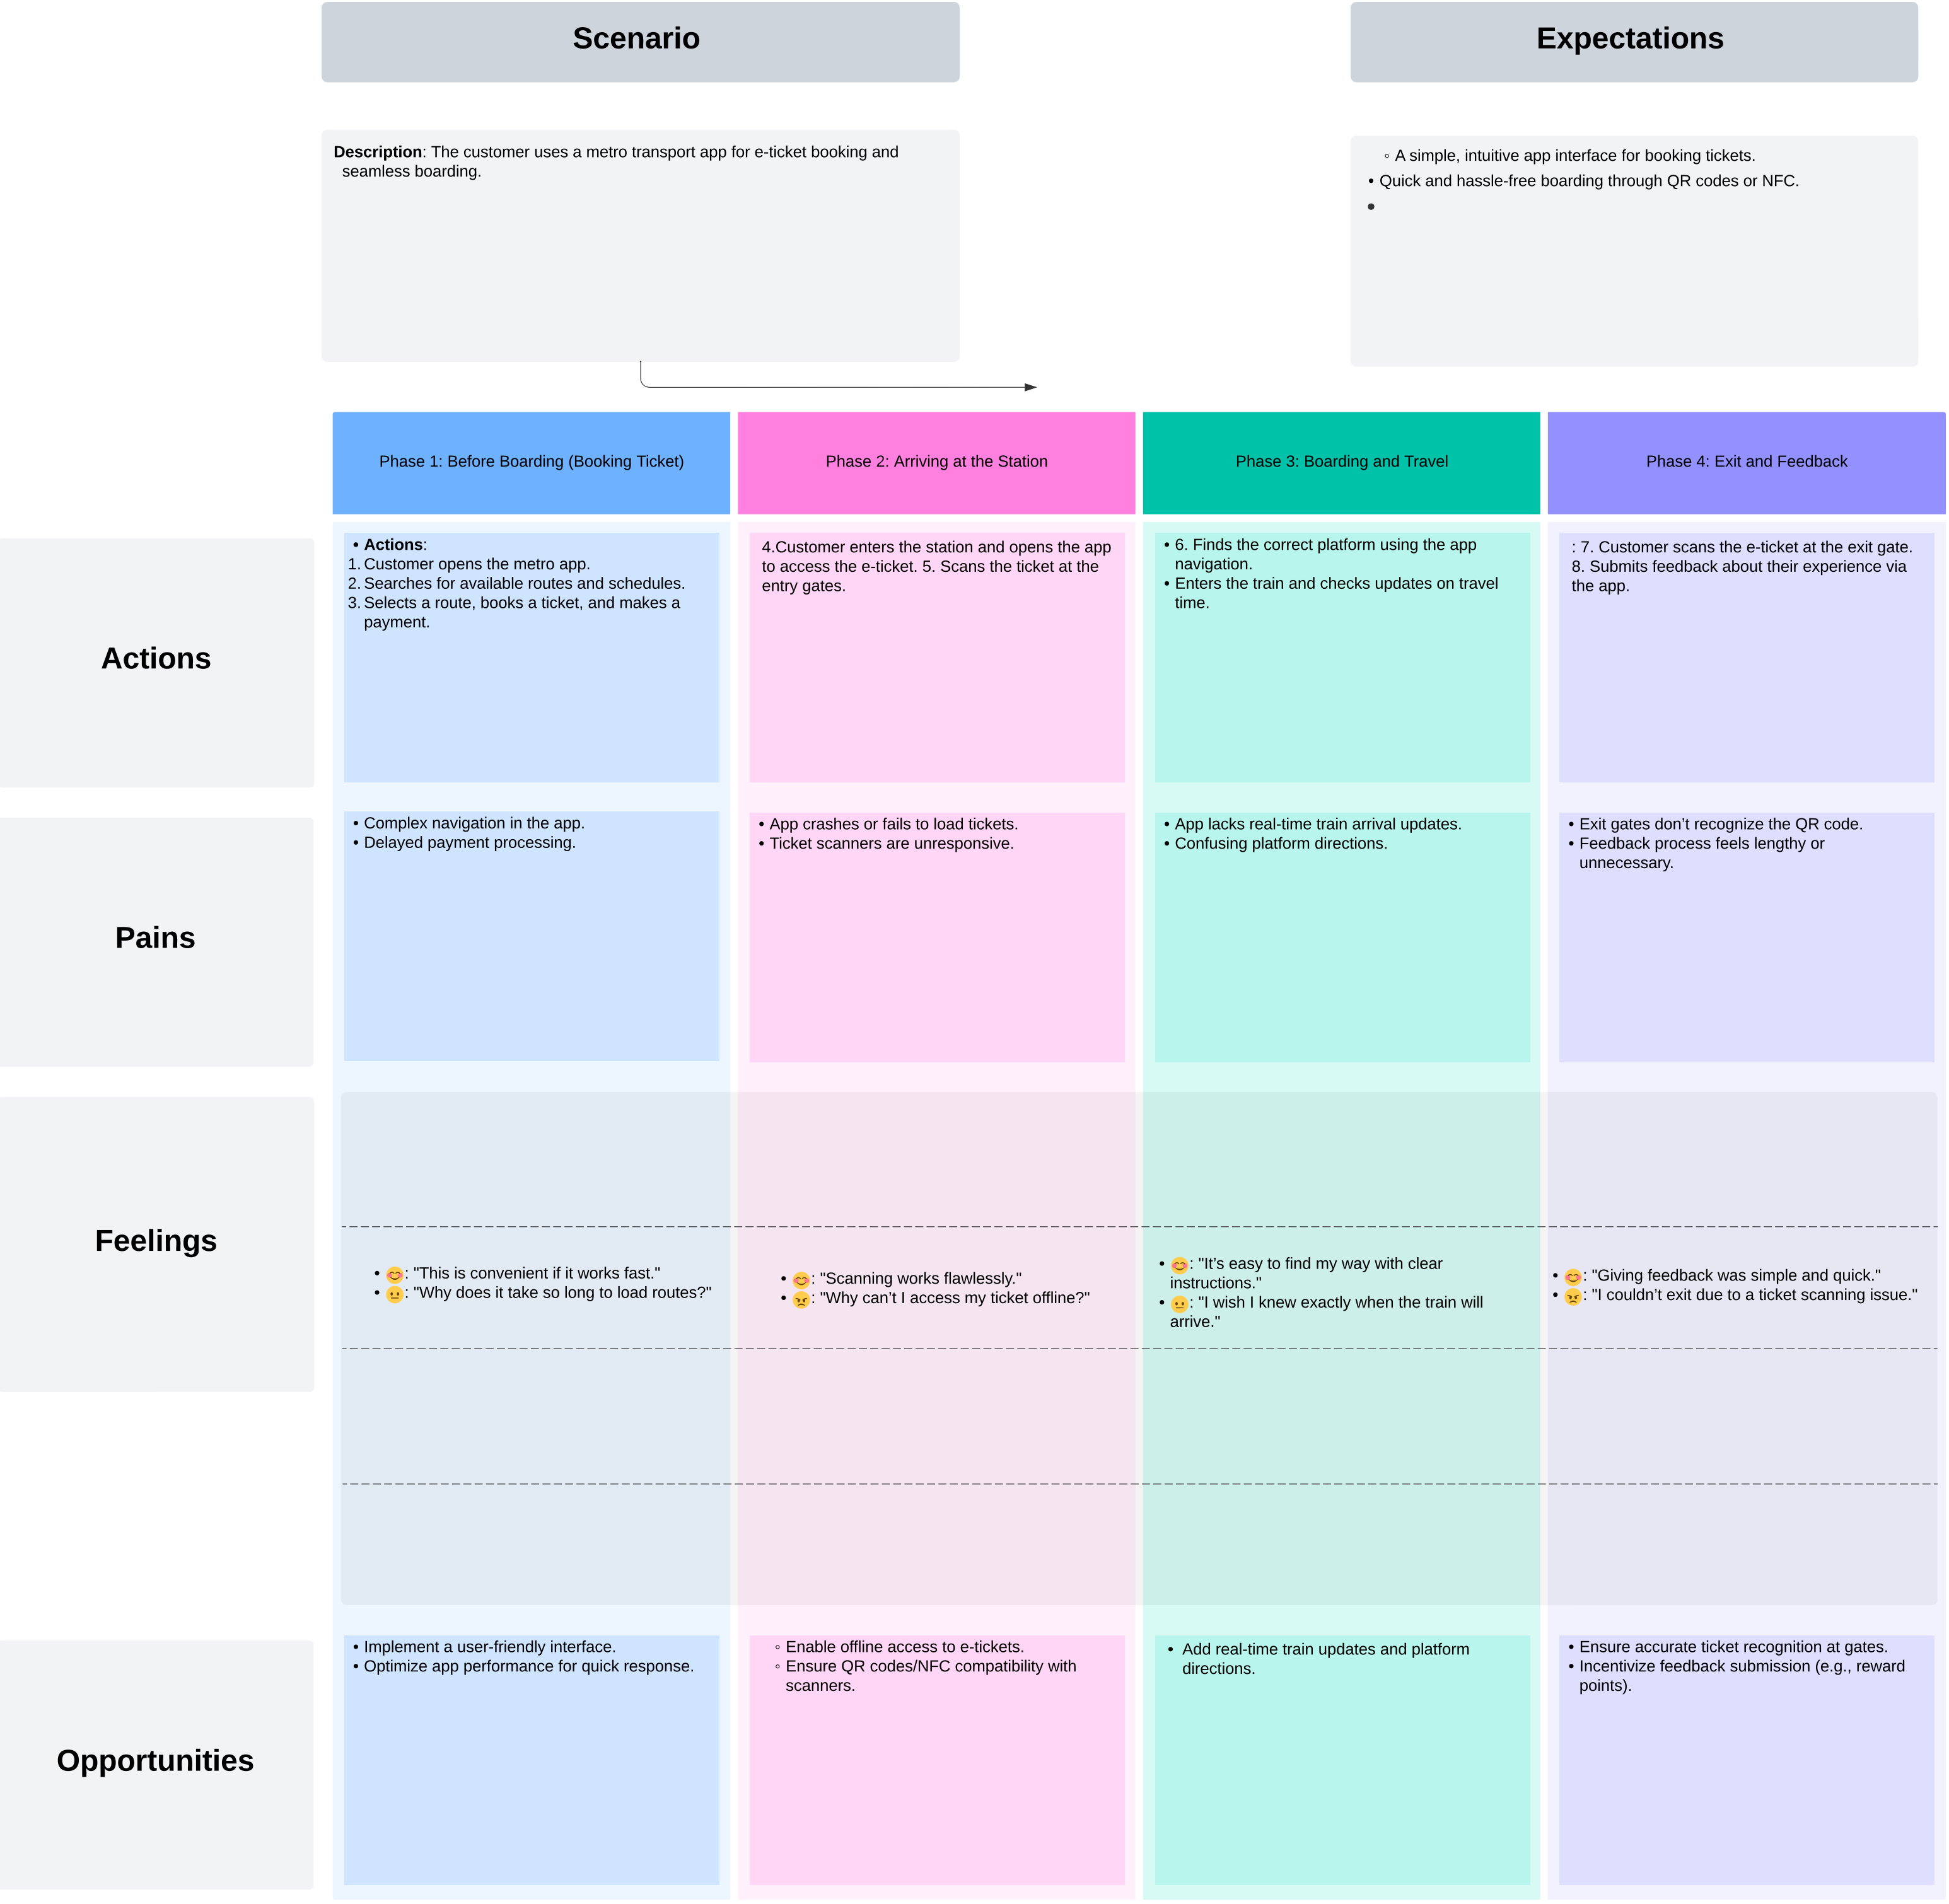 Scenario
Expectations
Description: The customer uses a metro transport app for e-ticket booking and
seamless boarding.
◦ A simple, intuitive app interface for booking tickets.
• Quick and hassle-free boarding through QR codes or NFC.
•
Phase 1: Before Boarding (Booking Ticket)
Phase 2: Arriving at the Station
Phase 3: Boarding and Travel
Phase 4: Exit and Feedback
Actions
• Actions:
1. Customer opens the metro app.
2. Searches for available routes and schedules.
3. Selects a route, books a ticket, and makes a
payment.
4.Customer enters the station and opens the app
to access the e-ticket. 5. Scans the ticket at the
entry gates.
• 6. Finds the correct platform using the app
navigation.
• Enters the train and checks updates on travel
time.
: 7. Customer scans the e-ticket at the exit gate.
8. Submits feedback about their experience via
the app.
Pains
• Complex navigation in the app.
• Delayed payment processing.
• App crashes or fails to load tickets.
• Ticket scanners are unresponsive.
• App lacks real-time train arrival updates.
• Confusing platform directions.
• Exit gates don’t recognize the QR code.
• Feedback process feels lengthy or
unnecessary.
Feelings
• 😊: "This is convenient if it works fast."
• 😐: "Why does it take so long to load routes?"
• 😊: "Scanning works flawlessly."
• 😠: "Why can’t I access my ticket offline?"
• 😊: "It’s easy to find my way with clear
instructions."
• 😐: "I wish I knew exactly when the train will
arrive."
• 😊: "Giving feedback was simple and quick."
• 😠: "I couldn’t exit due to a ticket scanning issue."
Opportunities
• Implement a user-friendly interface.
• Optimize app performance for quick response.
◦ Enable offline access to e-tickets.
◦ Ensure QR codes/NFC compatibility with
scanners.
• Add real-time train updates and platform
directions.
• Ensure accurate ticket recognition at gates.
• Incentivize feedback submission (e.g., reward
points).